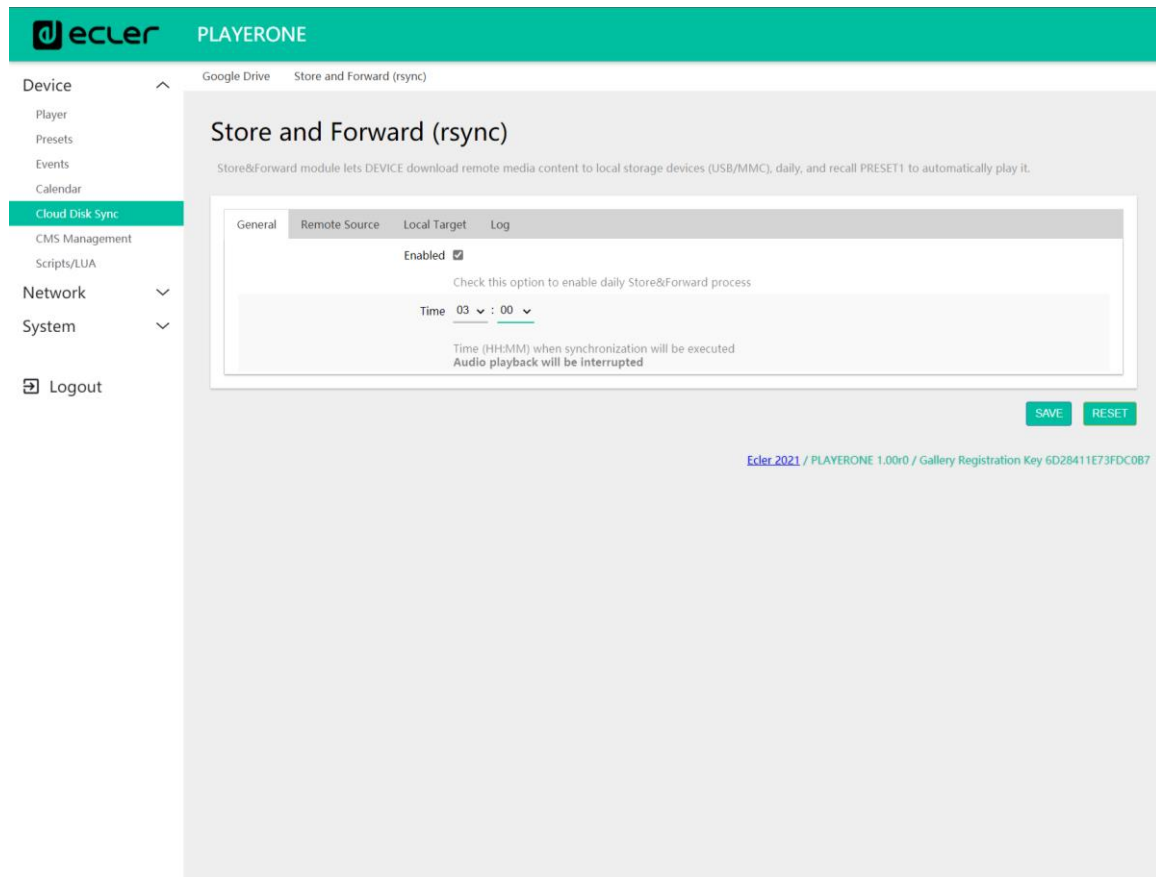 ecler
PLAYERONE
Device
Player
Presets
Events
Calendar
Cloud Disk Sync
CMS Management
Scripts/LUA
Network
System
Logout
Google Drive Store and Forward (rsync)
Store and Forward (rsync)
Store&Forward module lets DEVICE download remote media content to local storage devices (USB/MMC), daily, and recall PRESET1 to automatically play it.
General Remote Source Local Target Log
Enabled
Check this option to enable daily Store&Forward process
Time 03 : 00
Time (HH:MM) when synchronization will be executed
Audio playback will be interrupted
SAVE RESET
Ecler 2021 / PLAYERONE 1.00r0 / Gallery Registration Key 6D28411E73FDC0B7